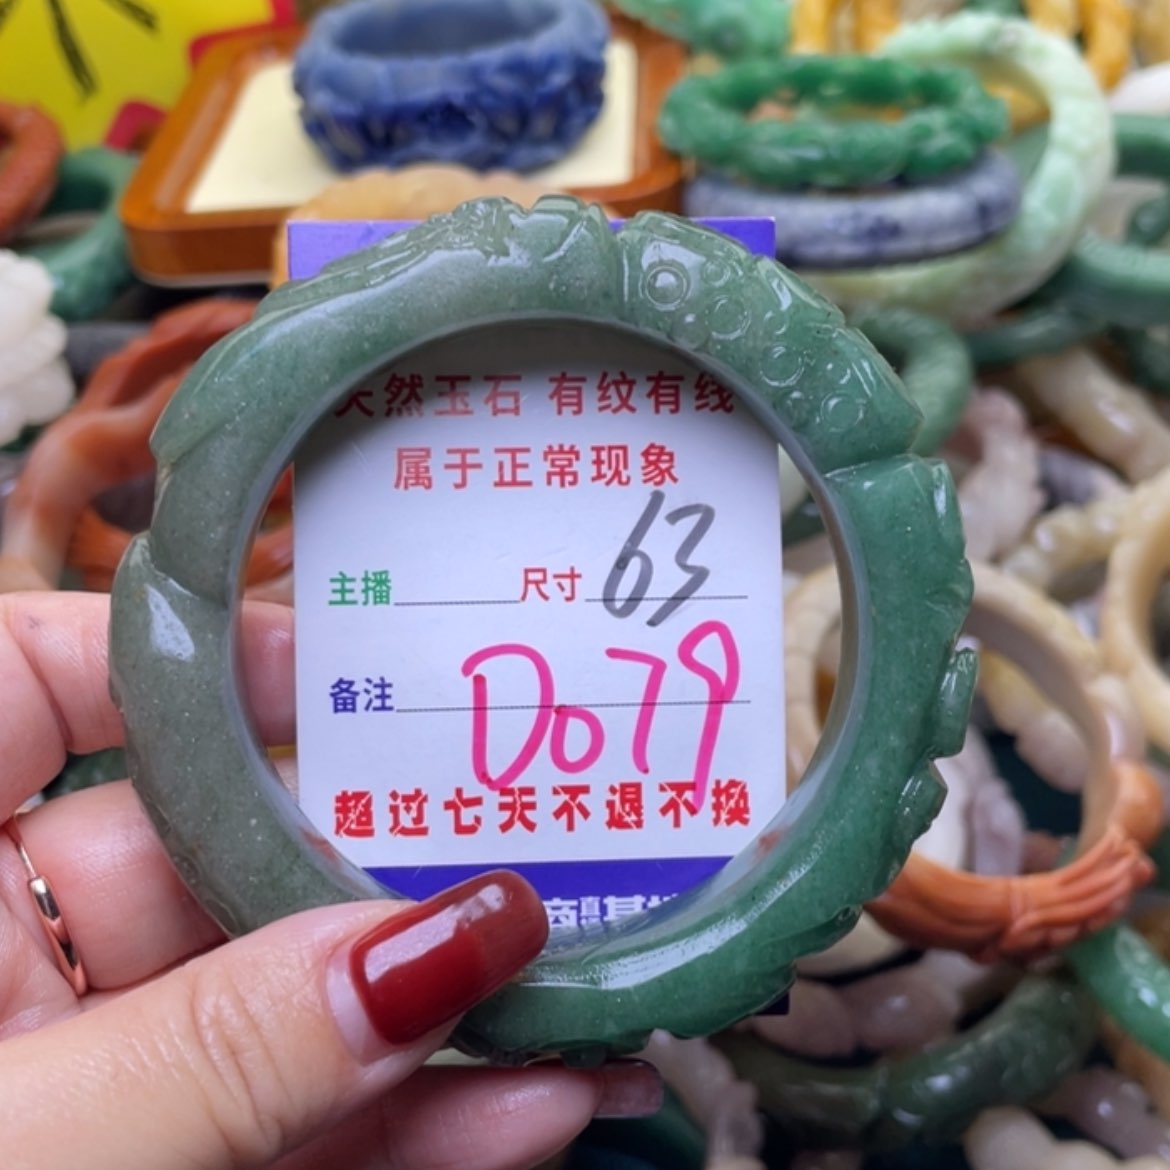 天然玉石 有纹有线
属于正常现象
主播 尺寸 63
备注 D079
超过七天不退不换